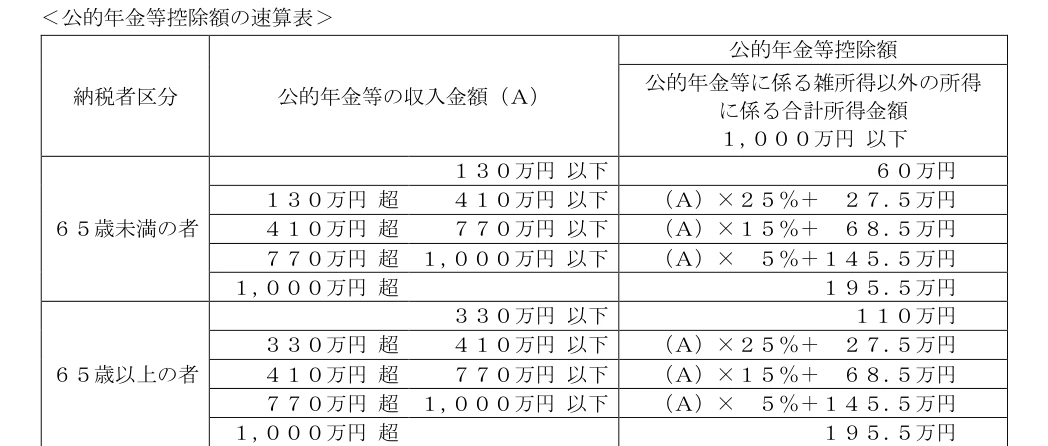 ＜公的年金等控除額の速算表＞
納税者区分 公的年金等の収入金額（Ａ） 公的年金等控除額
公的年金等に係る雑所得以外の所得
に係る合計所得金額
１，０００万円 以下
６５歳未満の者
１３０万円 以下 ６０万円
１３０万円 超 ４１０万円 以下 （Ａ）×２５％＋ ２７．５万円
４１０万円 超 ７７０万円 以下 （Ａ）×１５％＋ ６８．５万円
７７０万円 超 １，０００万円 以下 （Ａ）× ５％＋１４５．５万円
１，０００万円 超 １９５．５万円
６５歳以上の者
３３０万円 以下 １１０万円
３３０万円 超 ４１０万円 以下 （Ａ）×２５％＋ ２７．５万円
４１０万円 超 ７７０万円 以下 （Ａ）×１５％＋ ６８．５万円
７７０万円 超 １，０００万円 以下 （Ａ）× ５％＋１４５．５万円
１，０００万円 超 １９５．５万円